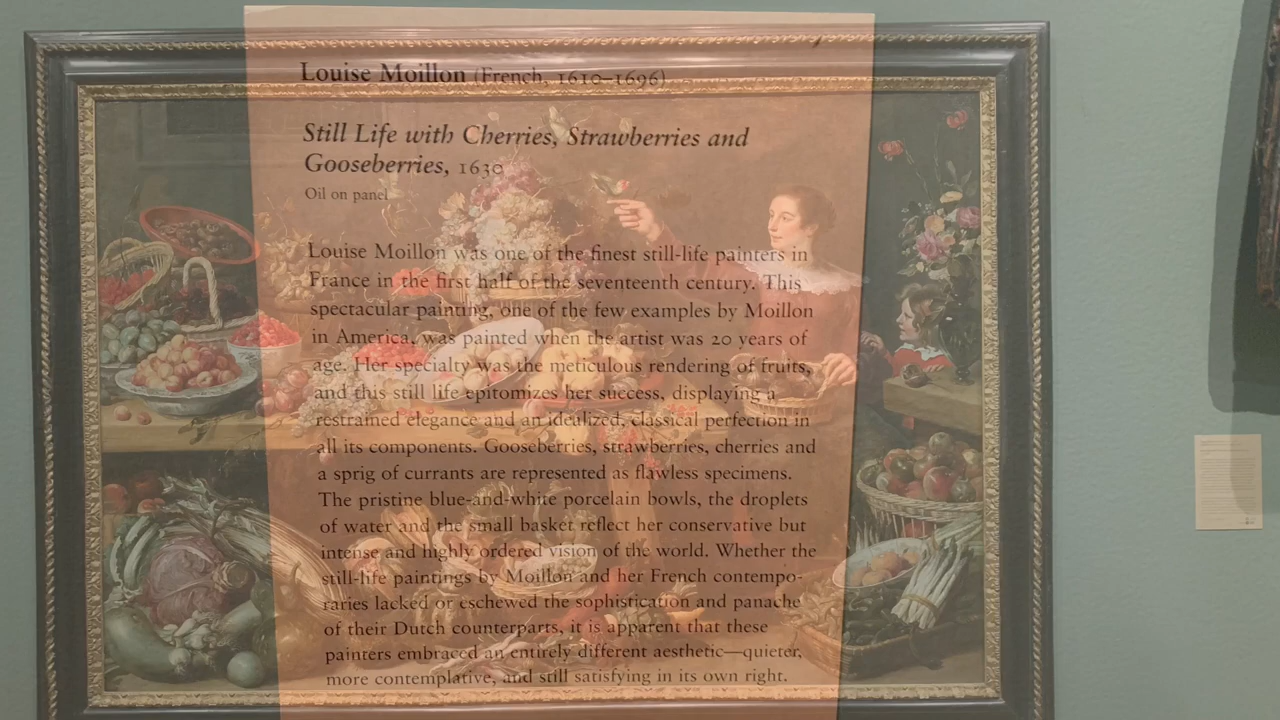 Louise Moillon (French, 1610–1696)
Still Life with Cherries, Strawberries and
Gooseberries, 1630
Oil on panel
Louise Moillon was one of the finest still-life painters in
France in the first half of the seventeenth century. This
spectacular painting, one of the few examples by Moillon
in America, was painted when the artist was 20 years of
age. Her specialty was the meticulous rendering of fruits,
and this still life epitomizes her success, displaying a
restrained elegance and an idealized, classical perfection in
all its components. Gooseberries, strawberries, cherries and
a sprig of currants are represented as flawless specimens.
The pristine blue-and-white porcelain bowls, the droplets
of water and the small basket reflect her conservative but
intense and highly ordered vision of the world. Whether the
still-life paintings by Moillon and her French contempo-
raries lacked or eschewed the sophistication and panache
of their Dutch counterparts, it is apparent that these
painters embraced an entirely different aesthetic—quieter,
more contemplative, and still satisfying in its own right.